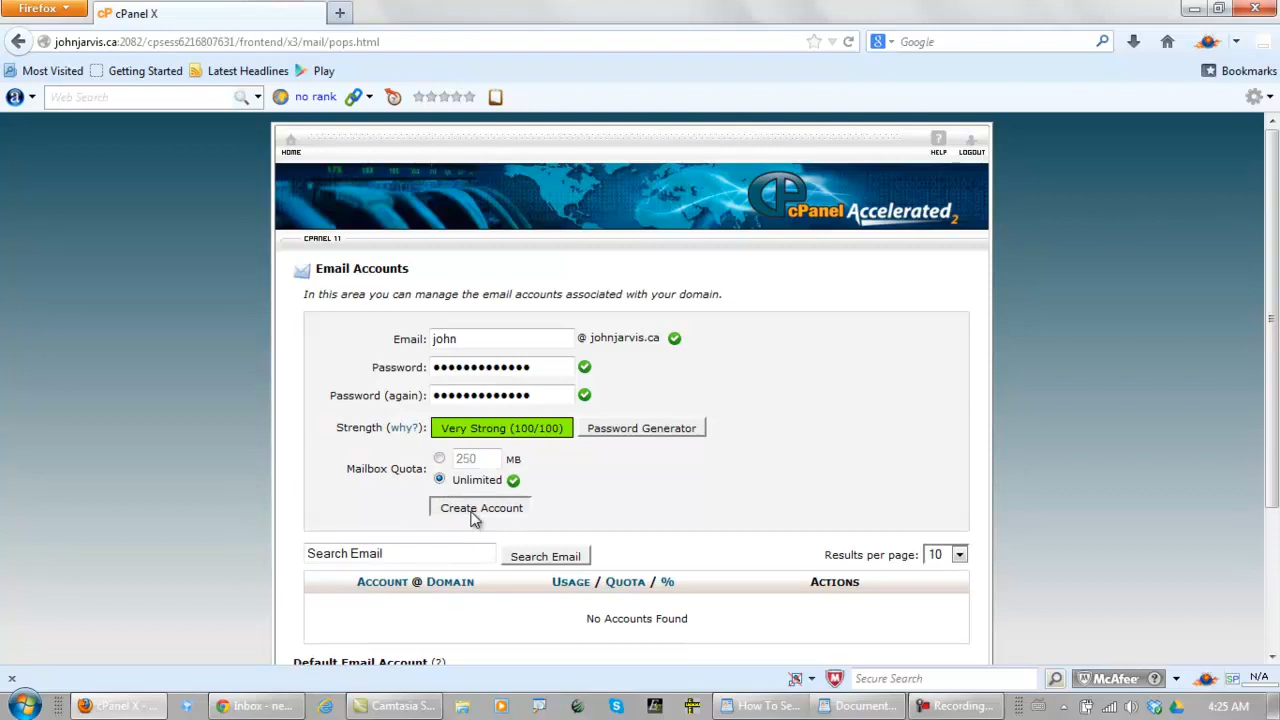 Firefox
cPanel X
johnjarvis.ca:2082/cpsess6216807631/frontend/x3/mail/pops.html
Google
Most Visited
Getting Started
Latest Headlines
Play
Bookmarks
Web Search
no rank
HOME
HELP
LOGOUT
cPanel Accelerated 2
CPANEL 11
Email Accounts
In this area you can manage the email accounts associated with your domain.
Email: john @ johnjarvis.ca
Password: •••••••••••••
Password (again): •••••••••••••
Strength (why?): Very Strong (100/100) Password Generator
250 MB
Mailbox Quota:
Unlimited
Create Account
Search Email Search Email Results per page: 10
ACCOUNT @ DOMAIN USAGE / QUOTA / % ACTIONS
No Accounts Found
Default Email Account (?)
Secure Search
McAfee
SP
N/A
cPanel X - ...
Inbox - ne...
Camtasia S...
How To Se...
Document...
Recording...
4:25 AM